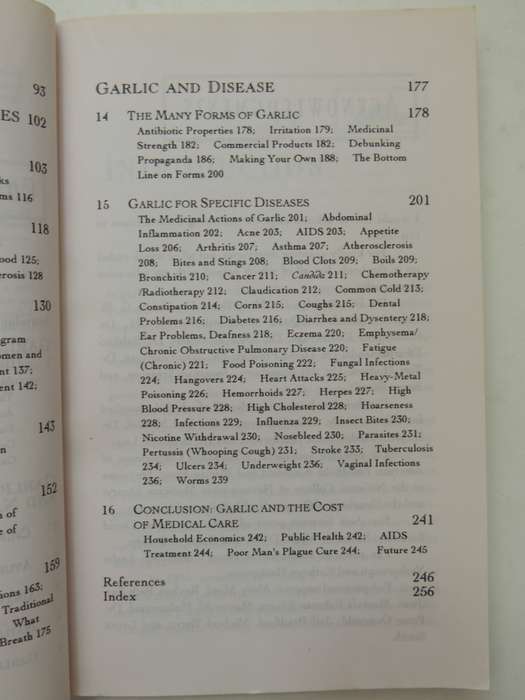 93
ES 102
103
ks
ms 116
118
ood 125;
erosis 128
130
gram
omen and
nt 137;
ent 142;
143
n
152
n of
e of
159
ions 163;
Traditional
What
Breath 175
GARLIC AND DISEASE 177
14 THE MANY FORMS OF GARLIC 178
Antibiotic Properties 178; Irritation 179; Medicinal
Strength 182; Commercial Products 182; Debunking
Propaganda 186; Making Your Own 188; The Bottom
Line on Forms 200
15 GARLIC FOR SPECIFIC DISEASES 201
The Medicinal Actions of Garlic 201; Abdominal
Inflammation 202; Acne 203; AIDS 203; Appetite
Loss 206; Arthritis 207; Asthma 207; Atherosclerosis
208; Bites and Stings 208; Blood Clots 209; Boils 209;
Bronchitis 210; Cancer 211; Candida 211; Chemotherapy
/Radiotherapy 212; Claudication 212; Common Cold 213;
Constipation 214; Corns 215; Coughs 216; Dental
Problems 216; Diabetes 216; Diarrhea and Dysentery 218;
Ear Problems, Deafness 218; Eczema 220; Emphysema/
Chronic Obstructive Pulmonary Disease 220; Fatigue
(Chronic) 221; Food Poisoning 222; Fungal Infections
224; Hangovers 224; Heart Attacks 225; Heavy-Metal
Poisoning 226; Hemorrhoids 227; Herpes 227; High
Blood Pressure 228; High Cholesterol 228; Hoarseness
228; Infections 229; Influenza 229; Insect Bites 230;
Nicotine Withdrawal 230; Nosebleed 230; Parasites 231;
Pertussis (Whooping Cough) 231; Stroke 233; Tuberculosis
234; Ulcers 234; Underweight 236; Vaginal Infections
236; Worms 239
16 CONCLUSION: GARLIC AND THE COST
OF MEDICAL CARE 241
Household Economics 242; Public Health 242; AIDS
Treatment 244; Poor Man's Plague Cure 244; Future 245
References 246
Index 256